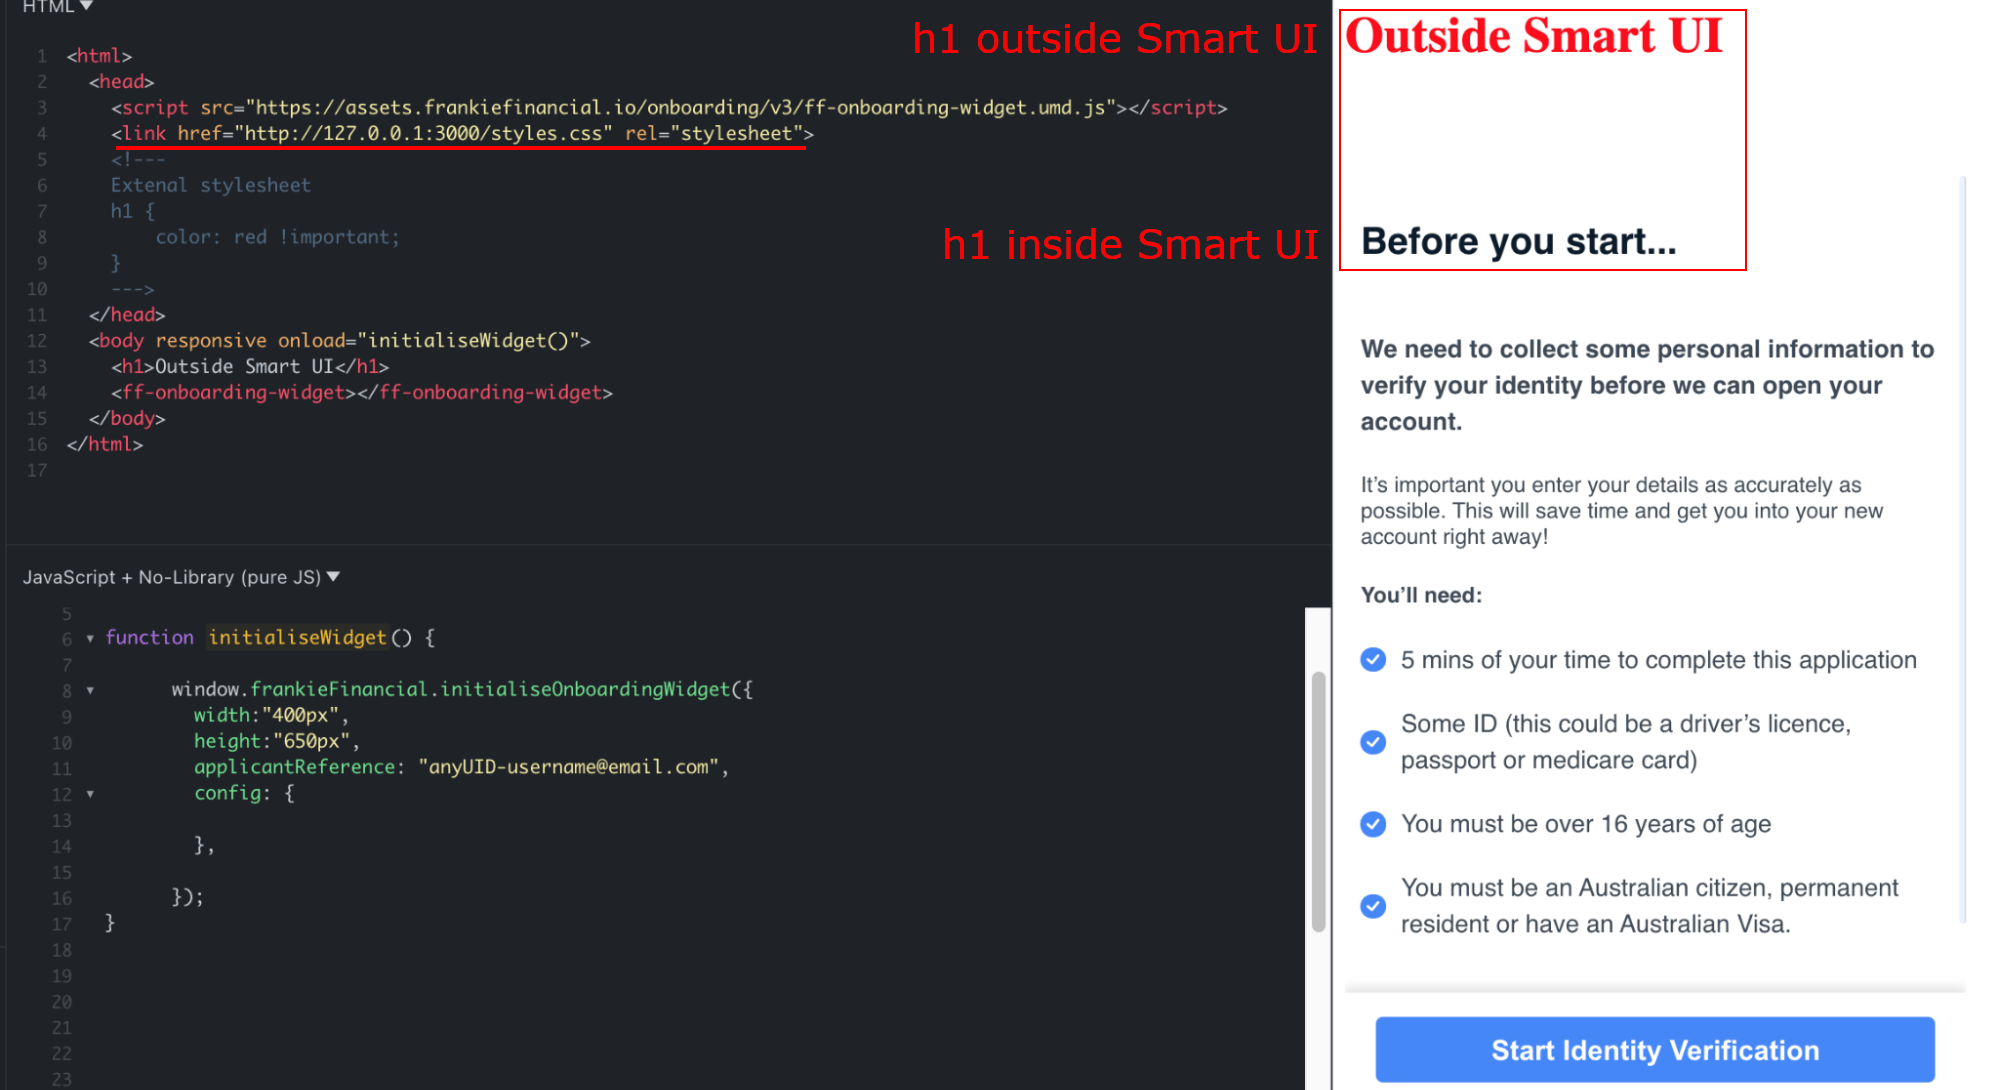 HTML▼
h1 outside Smart UI
Outside Smart UI
1 <html>
2 <head>
3 <script src="https://assets.frankiefinancial.io/onboarding/v3/ff-onboarding-widget.umd.js"></script>
4 <link href="http://127.0.0.1:3000/styles.css" rel="stylesheet">
5 <!---
6 Extenal stylesheet
7 h1 {
8 color: red !important;
9 }
10 --->
11 </head>
12 <body responsive onload="initialiseWidget()">
13 <h1>Outside Smart UI</h1>
14 <ff-onboarding-widget></ff-onboarding-widget>
15 </body>
16 </html>
17
h1 inside Smart UI
Before you start...
We need to collect some personal information to
verify your identity before we can open your
account.
It's important you enter your details as accurately as
possible. This will save time and get you into your new
account right away!
You'll need:
5 mins of your time to complete this application
Some ID (this could be a driver's licence,
passport or medicare card)
You must be over 16 years of age
You must be an Australian citizen, permanent
resident or have an Australian Visa.
Start Identity Verification
JavaScript + No-Library (pure JS)▼
5
6 ▾ function initialiseWidget() {
7
8 ▾ window.frankieFinancial.initialiseOnboardingWidget({
9 width:"400px",
10 height:"650px",
11 applicantReference: "anyUID-username@email.com",
12 ▾ config: {
13
14 },
15
16 });
17 }
18
19
20
21
22
23